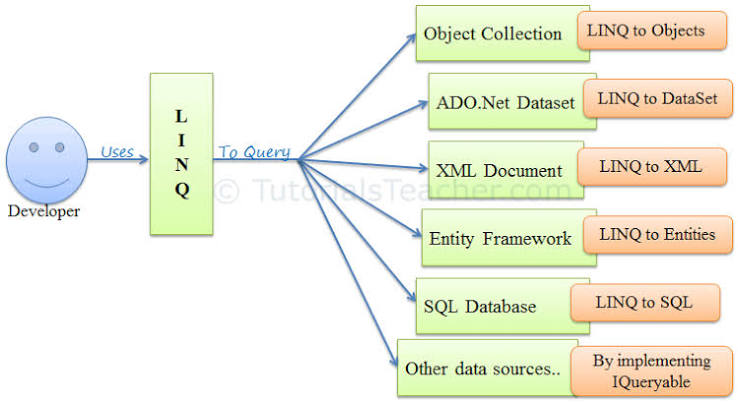 Object Collection
LINQ to Objects
ADO.Net Dataset
LINQ to DataSet
L
I
N
Q
Uses
To Query
XML Document
LINQ to XML
© TutorialsTeacher.com
Developer
Entity Framework
LINQ to Entities
SQL Database
LINQ to SQL
Other data sources..
By implementing
IQueryable